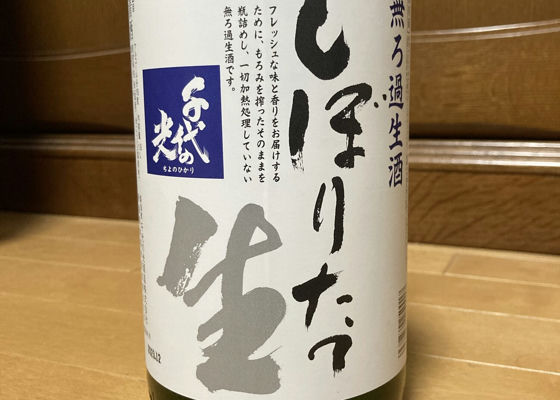 無ろ過生酒
しぼりたて
フレッシュな味と香りをお届けする
ために、もろみを搾ったそのままを
瓶詰めし、一切加熱処理していない
無ろ過生酒です。
千代の光
ちよのひかり
生